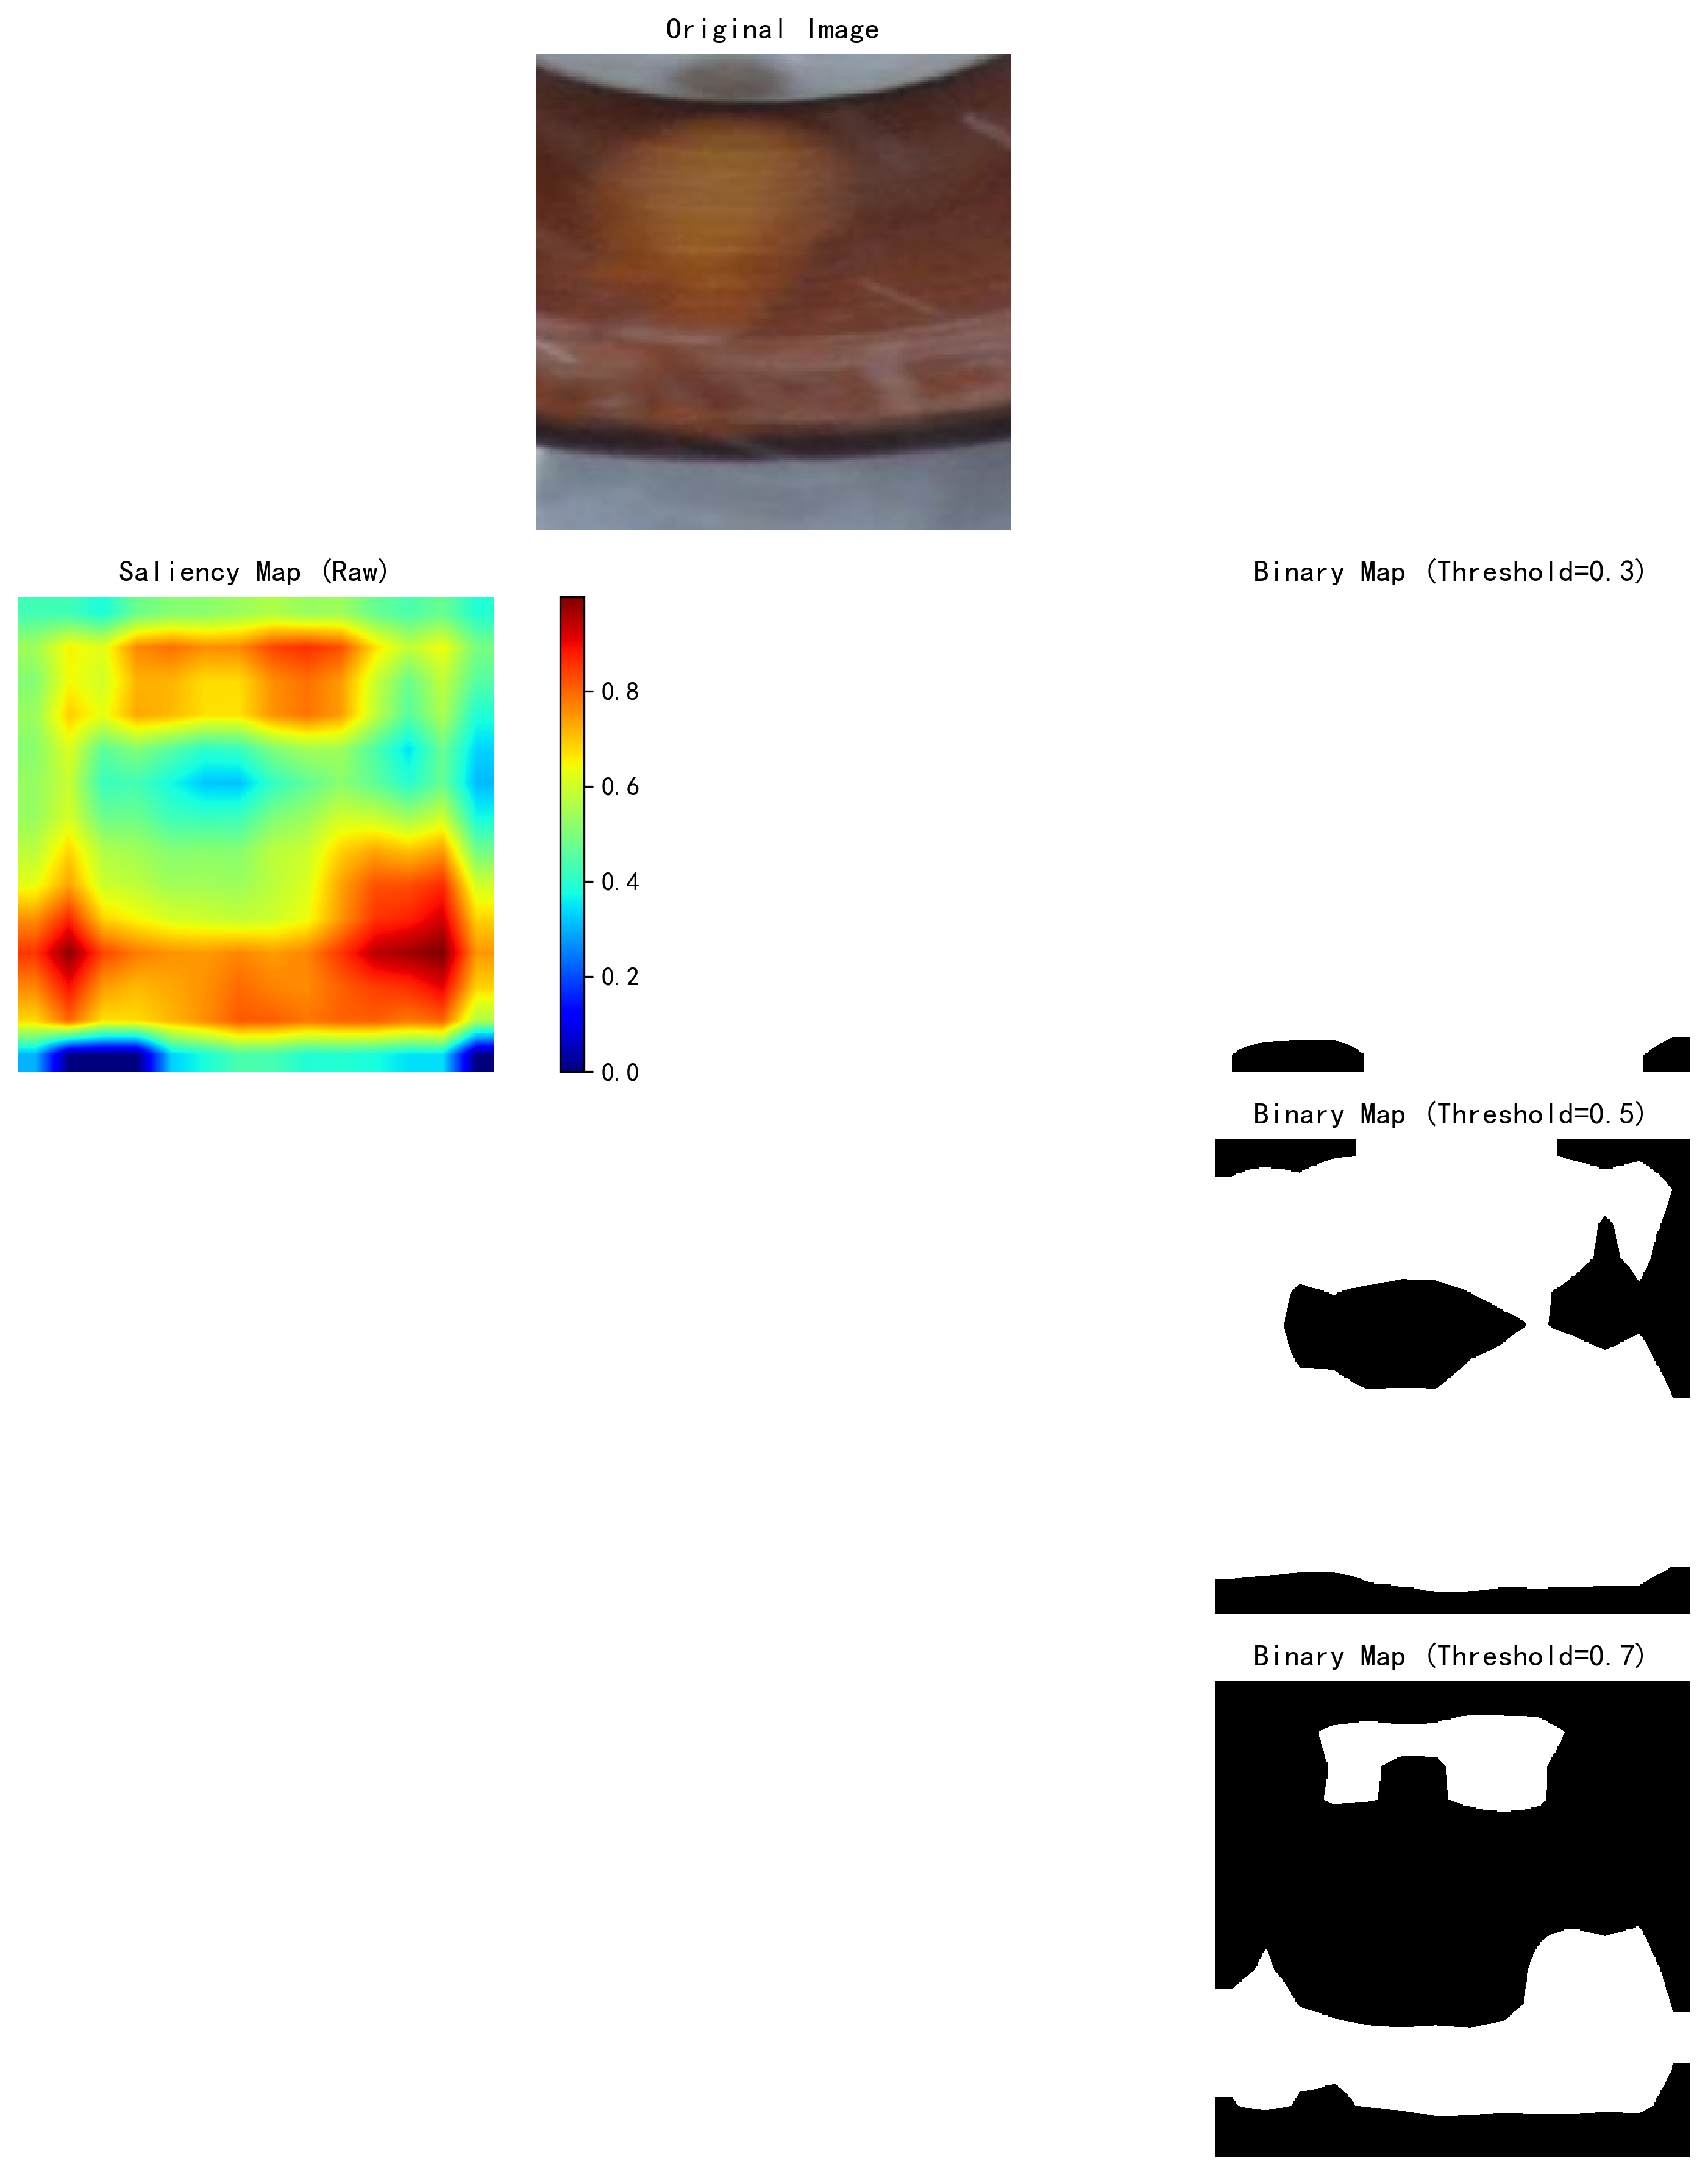 Original Image
Saliency Map (Raw)
Binary Map (Threshold=0.3)
0.8
0.6
0.4
0.2
0.0
Binary Map (Threshold=0.5)
Binary Map (Threshold=0.7)